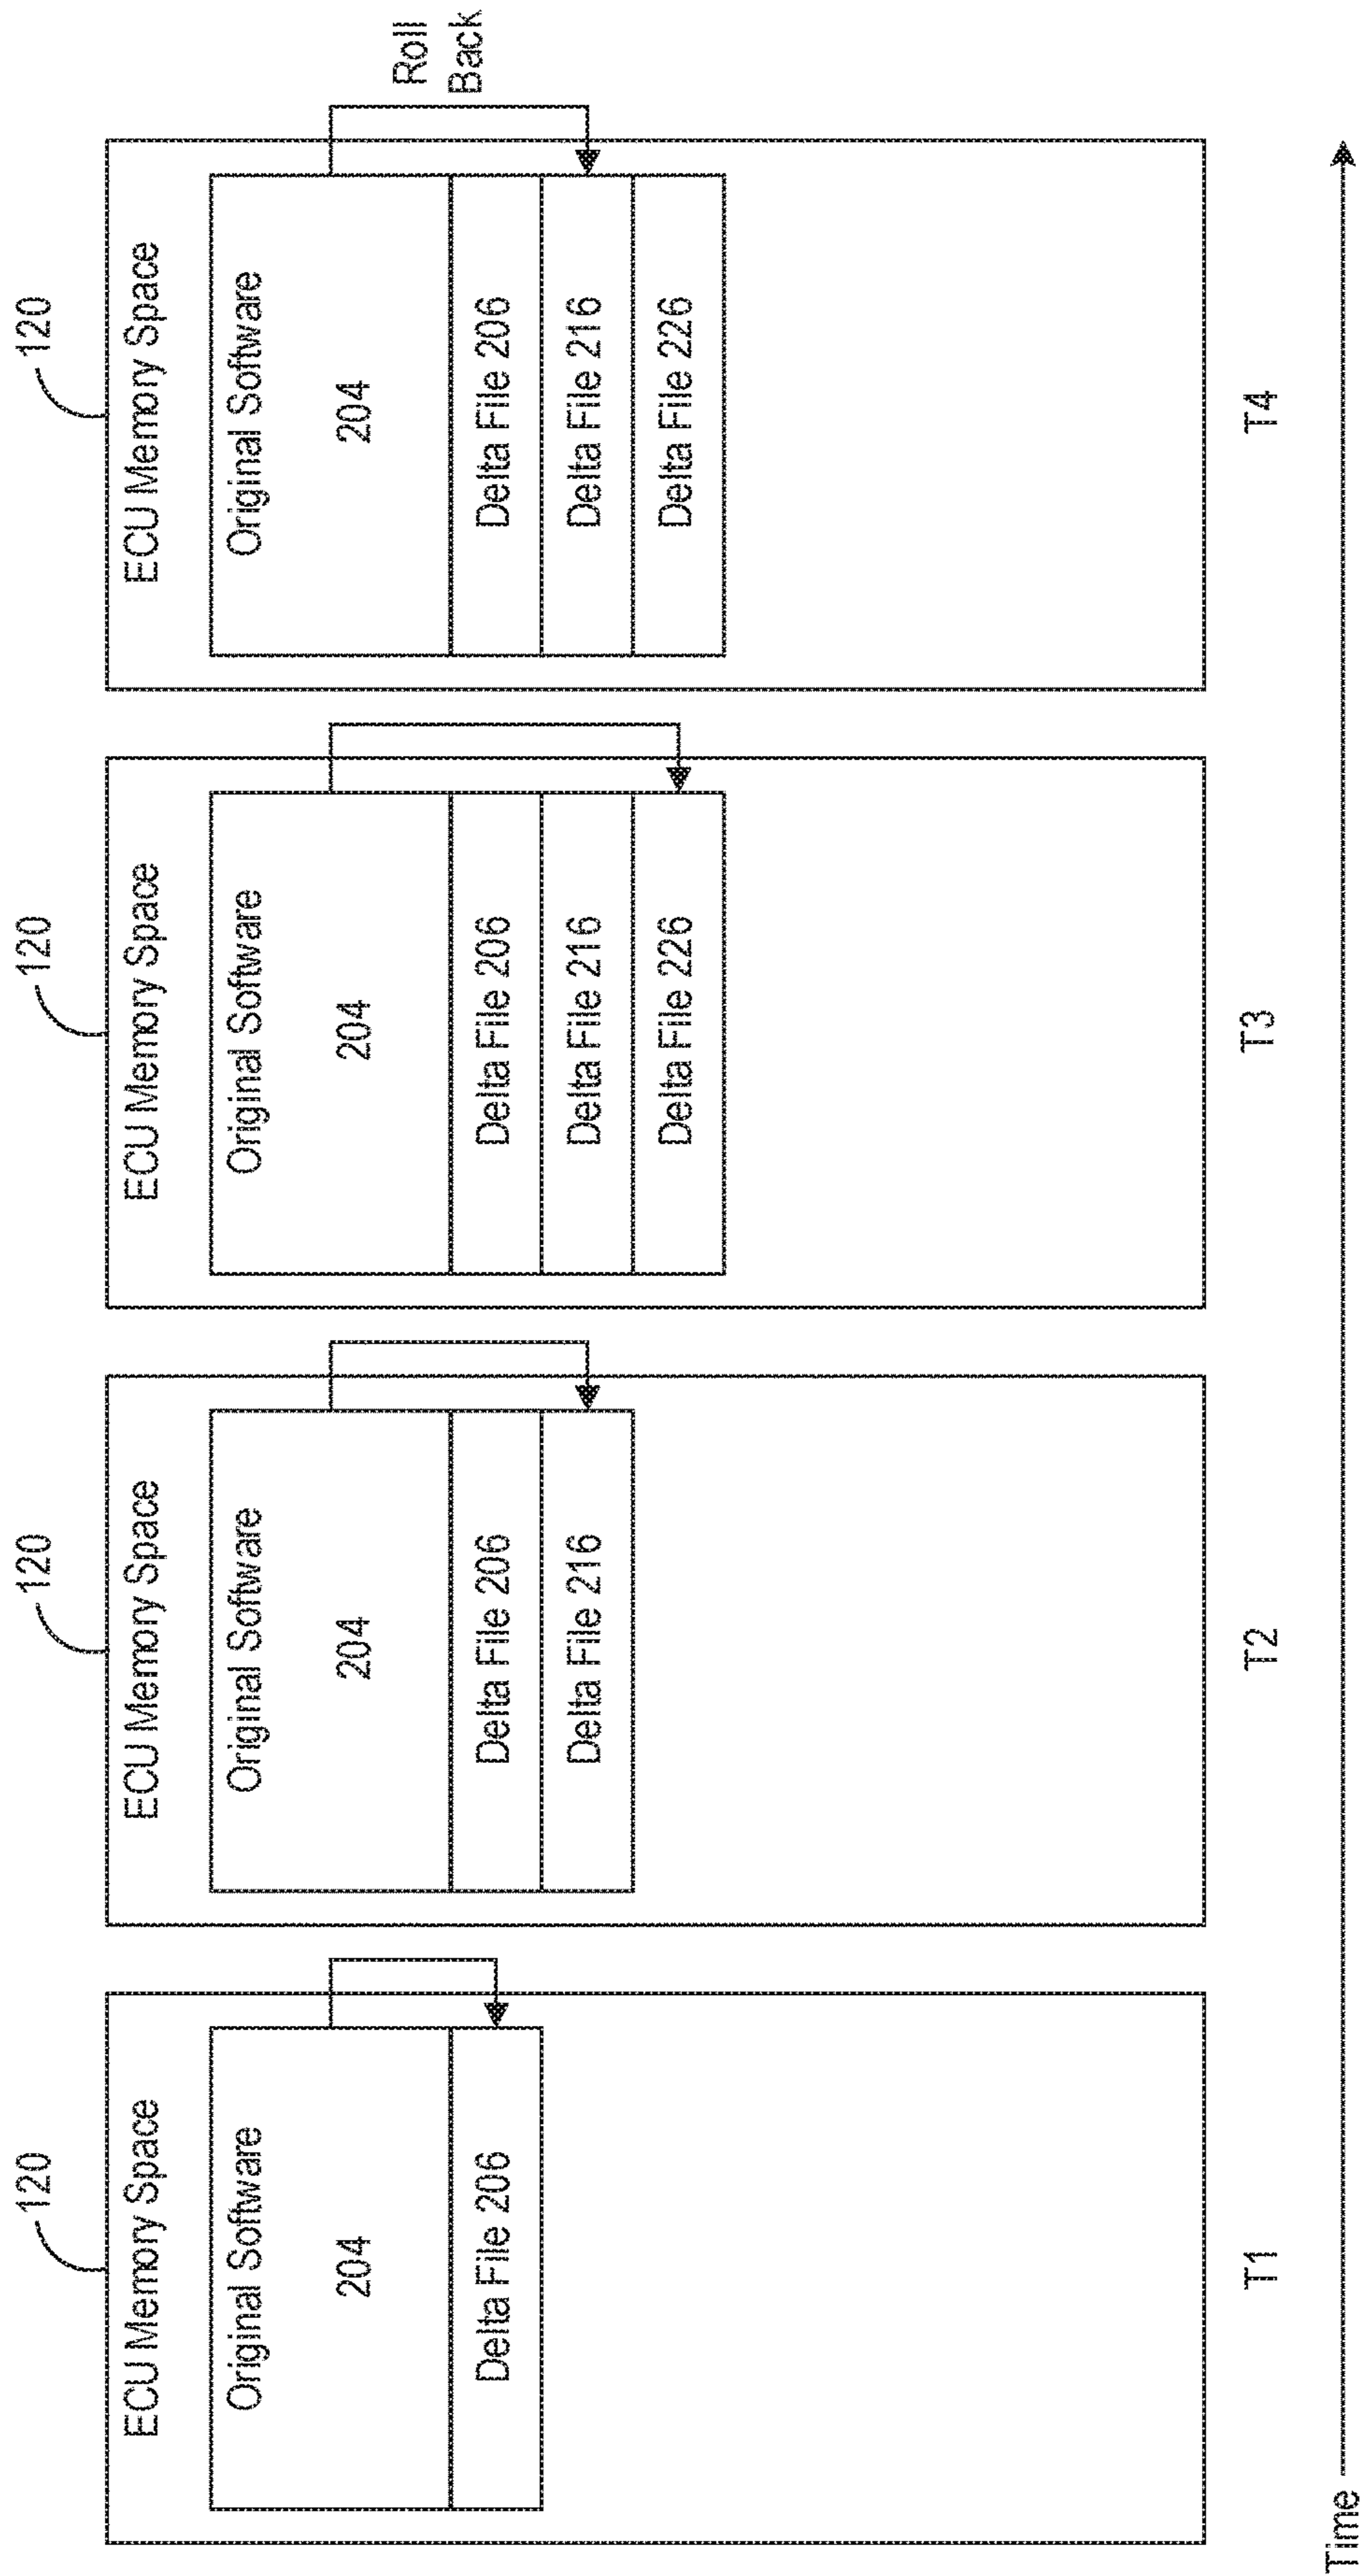 120
ECU Memory Space
Original Software
204
Delta File 206
T1
120
ECU Memory Space
Original Software
204
Delta File 206
Delta File 216
T2
120
ECU Memory Space
Original Software
204
Delta File 206
Delta File 216
Delta File 226
T3
120
ECU Memory Space
Original Software
204
Delta File 206
Delta File 216
Delta File 226
T4
Roll
Back
Time